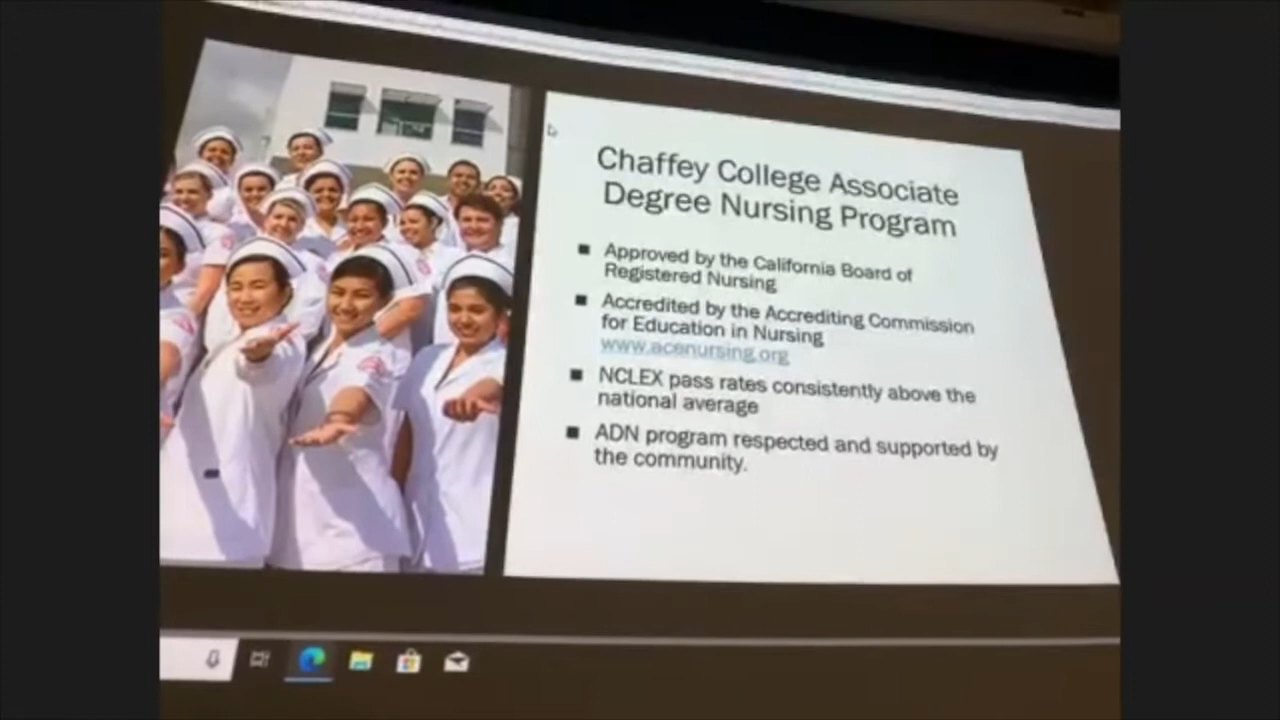 Chaffey College Associate
Degree Nursing Program
■ Approved by the California Board of
Registered Nursing
■ Accredited by the Accrediting Commission
for Education in Nursing
www.acenursing.org
■ NCLEX pass rates consistently above the
national average
■ ADN program respected and supported by
the community.